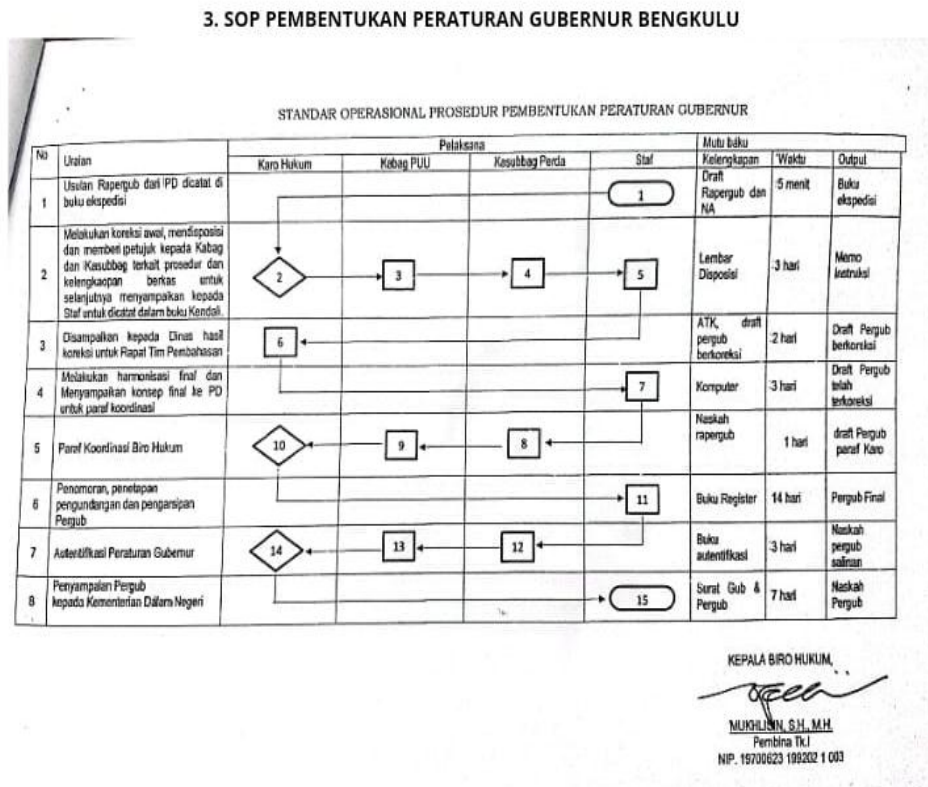 3. SOP PEMBENTUKAN PERATURAN GUBERNUR BENGKULU
STANDAR OPERASIONAL PROSEDUR PEMBENTUKAN PERATURAN GUBERNUR
No Uraian Pelaksana Mutu baku
Karo Hukum Kabag PUU Kasubbag Perda Staf Kelengkapan Waktu Output
1
Usulan Rapergub dari PD dicatat di
buku ekspedisi
1
Draft
Rapergub dan
NA
5 menit
Buku
ekspedisi
2
Melakukan koreksi awal, mendisposisi
dan memberi petujuk kepada Kabag
dan Kasubbag terkait prosedur dan
kelengkaopan berkas untuk
selanjutnya menyampaikan kepada
Staf untuk dicatat dalam buku Kendali.
2 3 4 5
Lembar
Disposisi
3 hari
Memo
Instruksi
3
Disampaikan kepada Dinas hasil
koreksi untuk Rapat Tim Pembahasan
6
ATK, draft
pergub
berkoreksi
2 hari
Draft Pergub
berkoreksi
4
Melakukan harmonisasi final dan
Menyampaikan konsep final ke PD
untuk paraf koordinasi
7
Komputer
3 hari
Draft Pergub
telah
terkoreksi
5
Paraf Koordinasi Biro Hukum
10 9 8
Naskah
rapergub
1 hari
draft Pergub
paraf Karo
6
Penomoran, penetapan
pengundangan dan pengarsipan
Pergub
11
Buku Register
14 hari
Pergub Final
7
Autentifikasi Peraturan Gubernur
14 13 12
Buku
autentifikasi
3 hari
Naskah
pergub
salinan
8
Penyampaian Pergub
kepada Kementerian Dalam Negeri
15
Surat Gub &
Pergub
7 hari
Naskah
Pergub
KEPALA BIRO HUKUM,
MUKHLISIN, S.H., M.H.
Pembina Tk.I
NIP. 19700623 199202 1 003